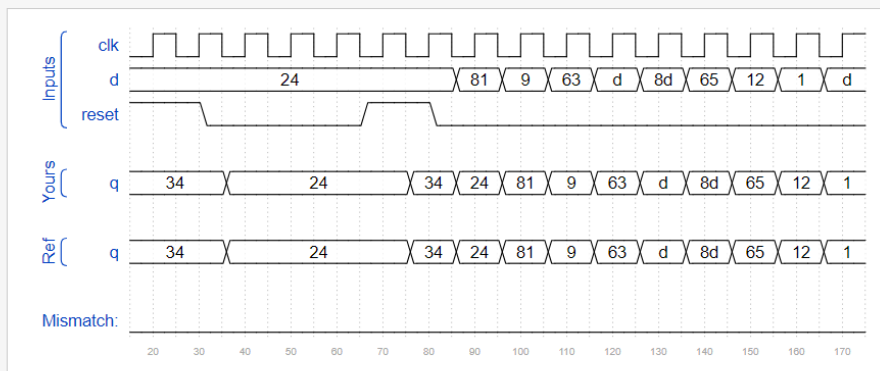 Inputs
clk
d 24 81 9 63 d 8d 65 12 1 d
reset
Yours
q 34 24 34 24 81 9 63 d 8d 65 12 1
Ref
q 34 24 34 24 81 9 63 d 8d 65 12 1
Mismatch:
20 30 40 50 60 70 80 90 100 110 120 130 140 150 160 170